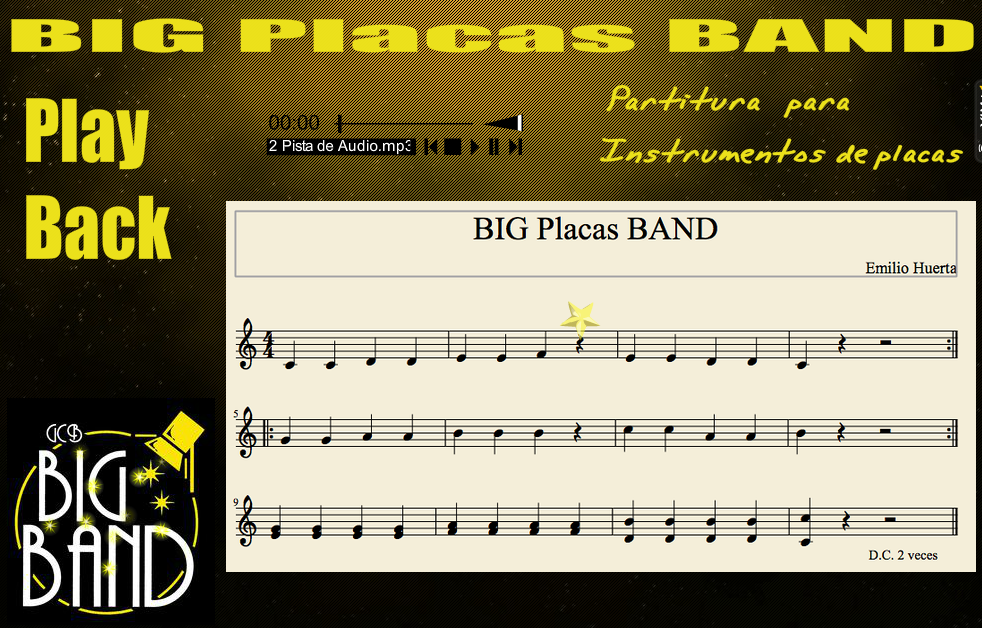 BIG Placas BAND
Play
Back
00:00
2 Pista de Audio.mp3
Partitura para
Instrumentos de placas
BIG Placas BAND
Emilio Huerta
4
4
5
9
D.C. 2 veces
GCB
BIG
BAND